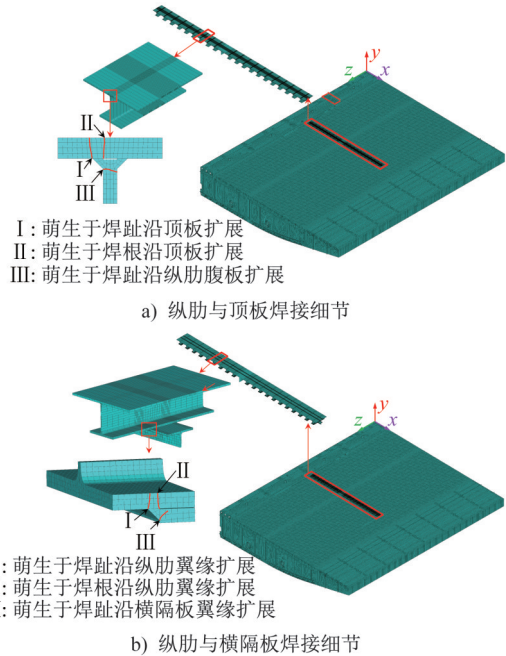 y
z
x
Ⅱ
Ⅰ
Ⅲ
Ⅰ: 萌生于焊趾沿顶板扩展
Ⅱ: 萌生于焊根沿顶板扩展
Ⅲ: 萌生于焊趾沿纵肋腹板扩展
a) 纵肋与顶板焊接细节
y
z
x
Ⅱ
Ⅰ
Ⅲ
: 萌生于焊趾沿纵肋翼缘扩展
: 萌生于焊根沿纵肋翼缘扩展
: 萌生于焊趾沿横隔板翼缘扩展
b) 纵肋与横隔板焊接细节